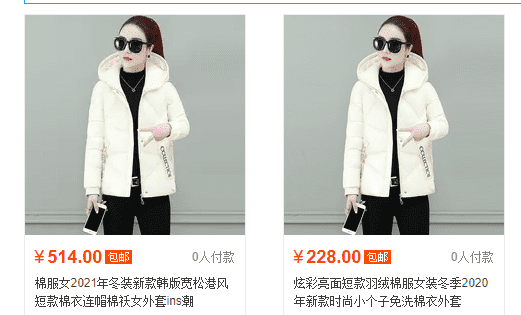 ¥514.00 包邮 0人付款
棉服女2021年冬装新款韩版宽松港风
短款棉衣连帽棉袄女外套ins潮
¥228.00 包邮 0人付款
炫彩亮面短款羽绒棉服女装冬季2020
年新款时尚小个子免洗棉衣外套